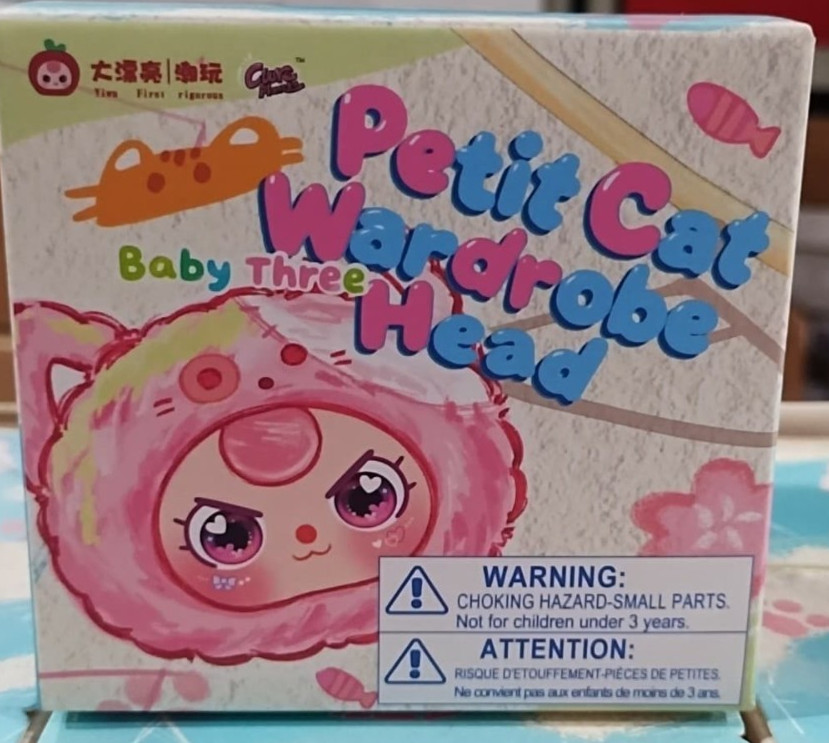 大漂亮|潮玩
Tien First rigorous
Petit Cat
Wardrobe
Baby Three
Head
WARNING:
CHOKING HAZARD-SMALL PARTS.
Not for children under 3 years.
ATTENTION:
RISQUE D'ETOUFFEMENT-PIÉCES DE PETITES.
Ne convient pas aux enfants de moins de 3 ans.